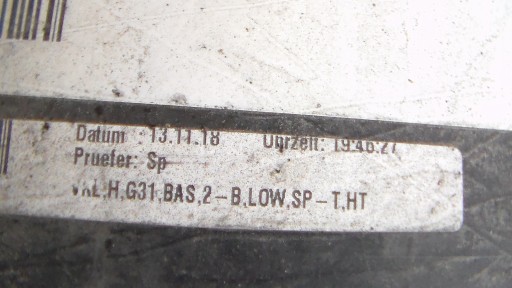 Datum :13.11.18 Uhrzeit: 19:46:27
Pruefer: Sp
VKL,H,G31,BAS,2-B,LOW,SP-T,HT